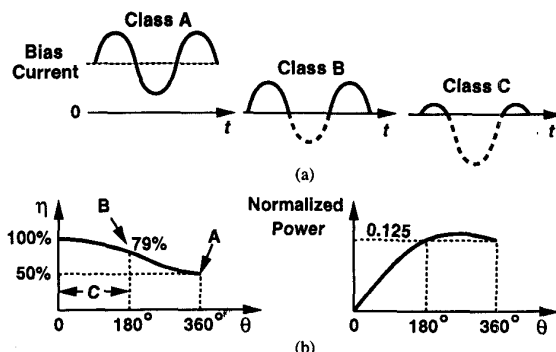 Class A
Bias
Current
0
t
Class B
t
Class C
t
(a)
η
100%
50%
B
79%
A
C
0
180°
360°
θ
Normalized
Power
0.125
0
180°
360°
θ
(b)